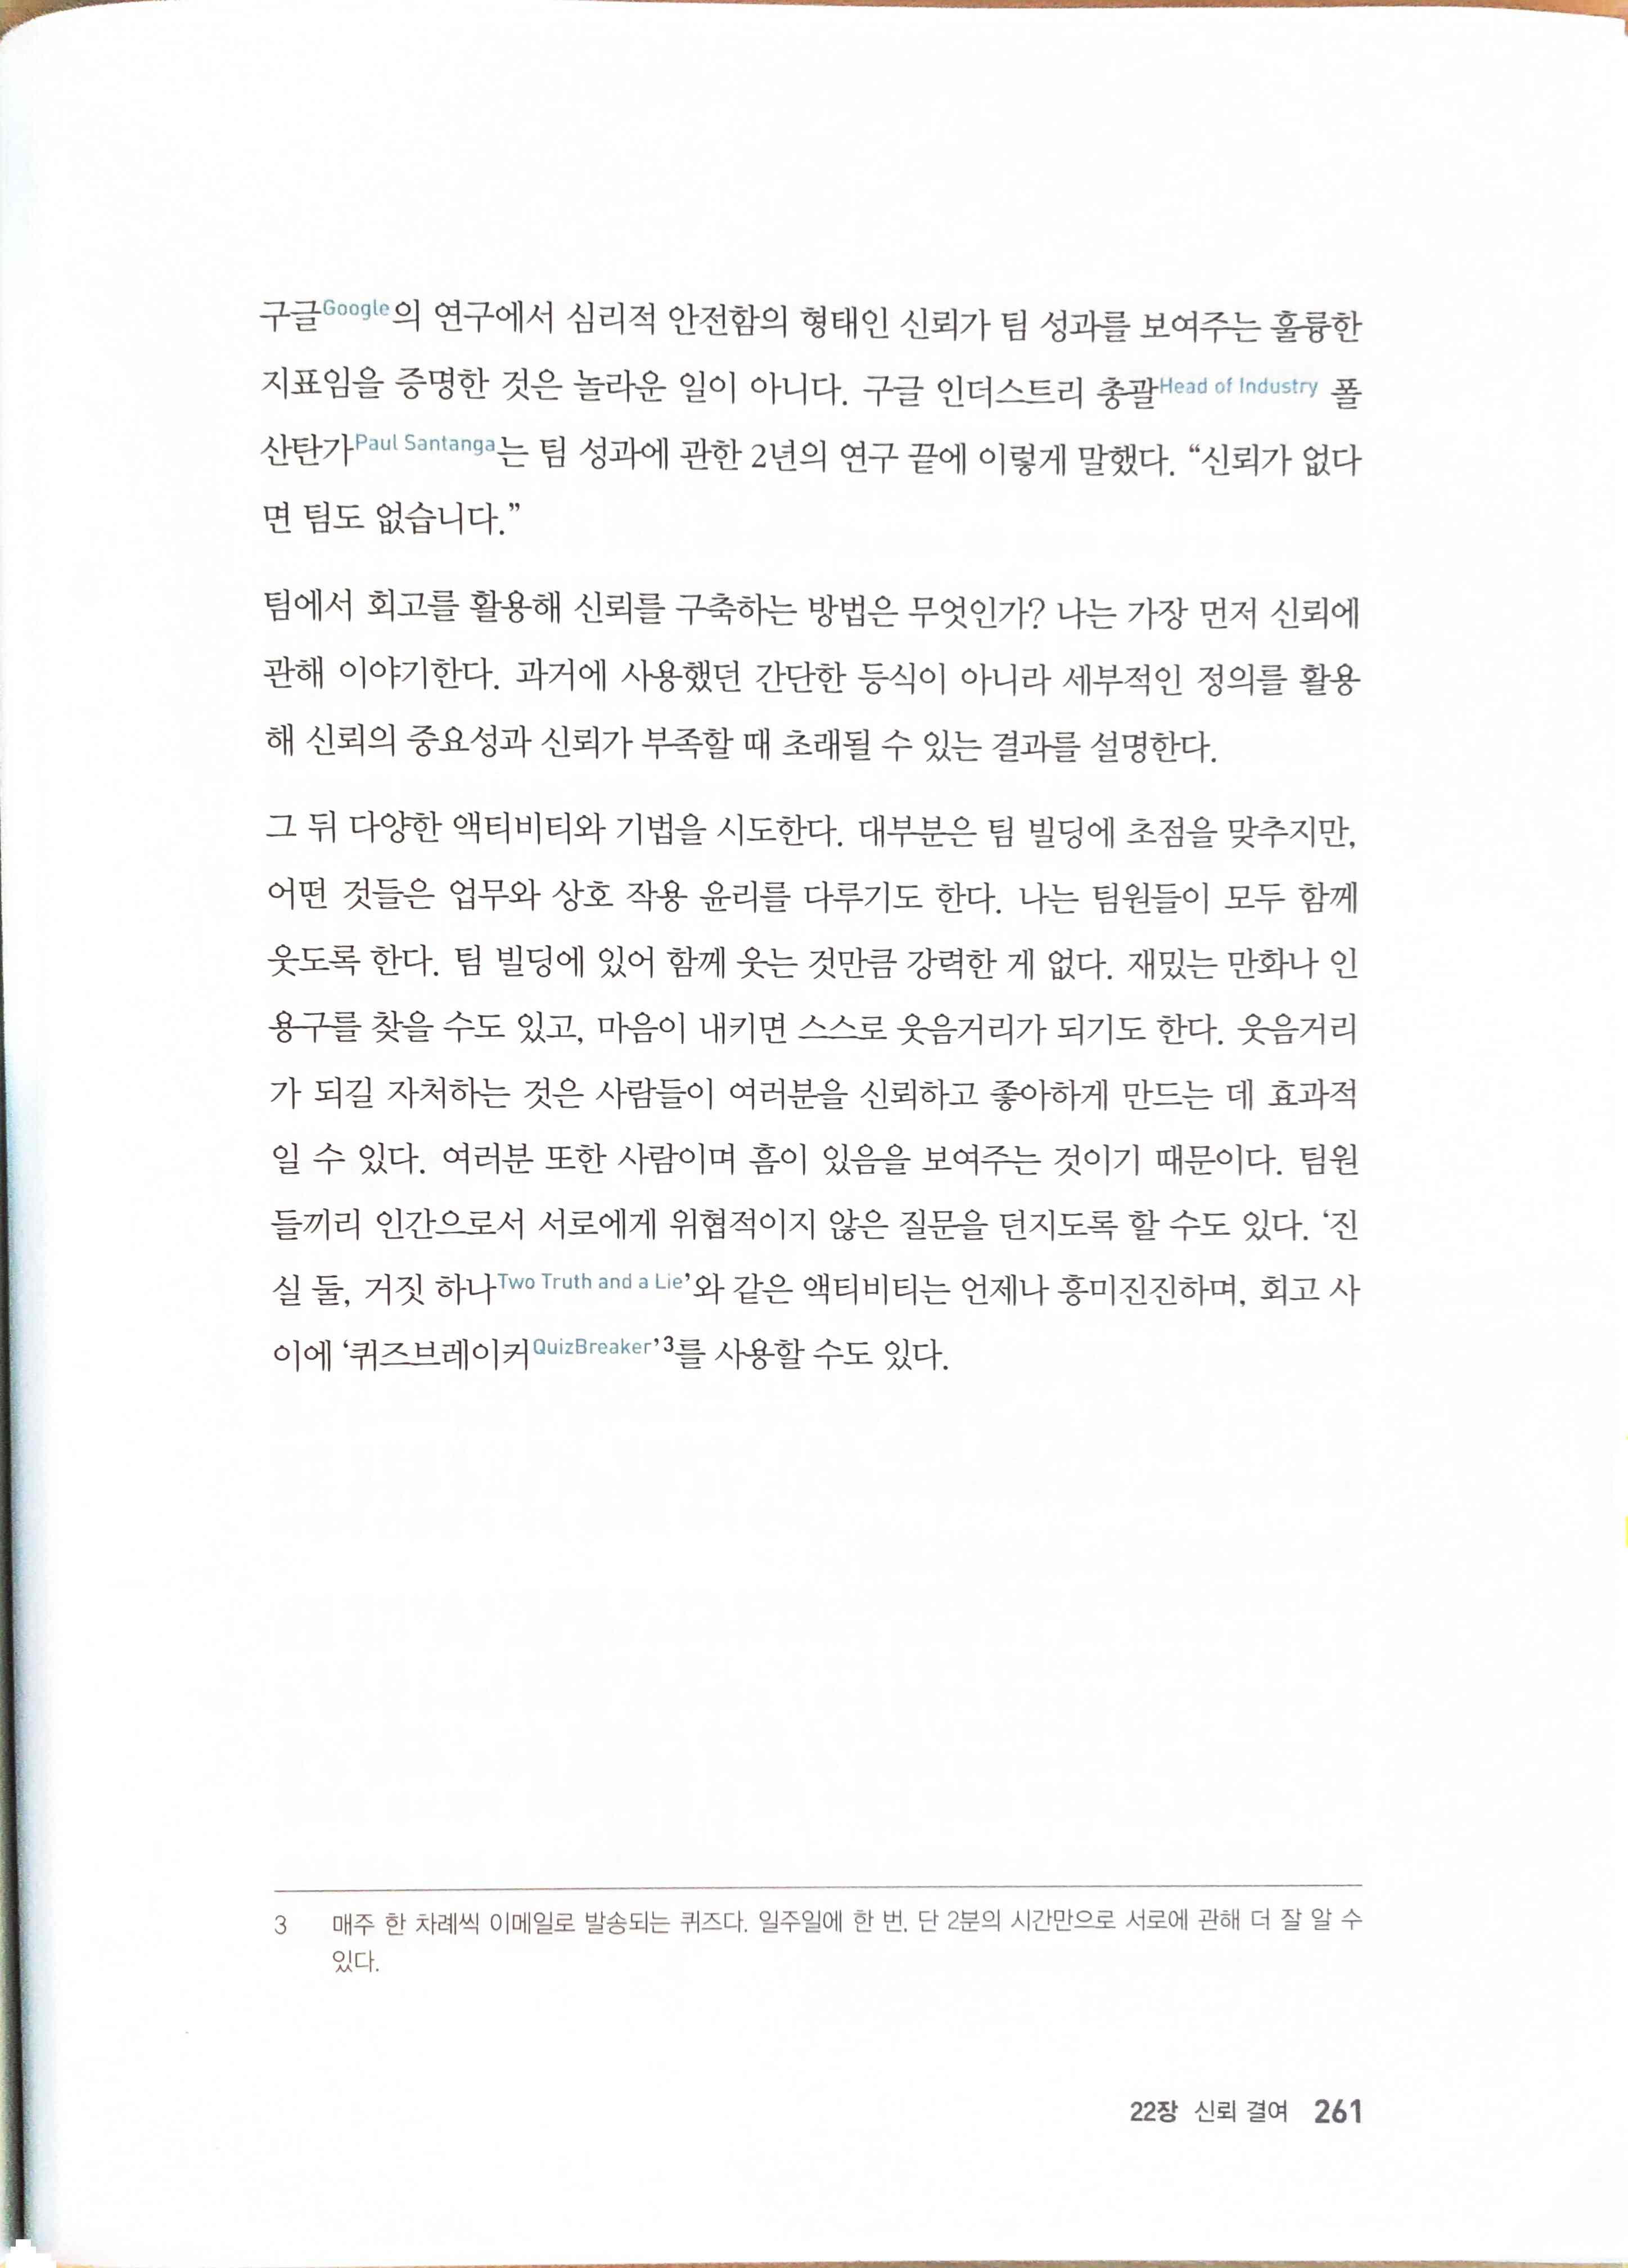 구글Google의 연구에서 심리적 안전함의 형태인 신뢰가 팀 성과를 보여주는 훌륭한
지표임을 증명한 것은 놀라운 일이 아니다. 구글 인더스트리 총괄Head of Industry 폴
산탄가Paul Santanga는 팀 성과에 관한 2년의 연구 끝에 이렇게 말했다. “신뢰가 없다
면 팀도 없습니다.”
팀에서 회고를 활용해 신뢰를 구축하는 방법은 무엇인가? 나는 가장 먼저 신뢰에
관해 이야기한다. 과거에 사용했던 간단한 등식이 아니라 세부적인 정의를 활용
해 신뢰의 중요성과 신뢰가 부족할 때 초래될 수 있는 결과를 설명한다.
그 뒤 다양한 액티비티와 기법을 시도한다. 대부분은 팀 빌딩에 초점을 맞추지만,
어떤 것들은 업무와 상호 작용 윤리를 다루기도 한다. 나는 팀원들이 모두 함께
웃도록 한다. 팀 빌딩에 있어 함께 웃는 것만큼 강력한 게 없다. 재밌는 만화나 인
용구를 찾을 수도 있고, 마음이 내키면 스스로 웃음거리가 되기도 한다. 웃음거리
가 되길 자처하는 것은 사람들이 여러분을 신뢰하고 좋아하게 만드는 데 효과적
일 수 있다. 여러분 또한 사람이며 흠이 있음을 보여주는 것이기 때문이다. 팀원
들끼리 인간으로서 서로에게 위협적이지 않은 질문을 던지도록 할 수도 있다. ‘진
실 둘, 거짓 하나Two Truth and a Lie’와 같은 액티비티는 언제나 흥미진진하며, 회고 사
이에 ‘퀴즈브레이커QuizBreaker’3를 사용할 수도 있다.
3 매주 한 차례씩 이메일로 발송되는 퀴즈다. 일주일에 한 번, 단 2분의 시간만으로 서로에 관해 더 잘 알 수
있다.
22장 신뢰 결여 261